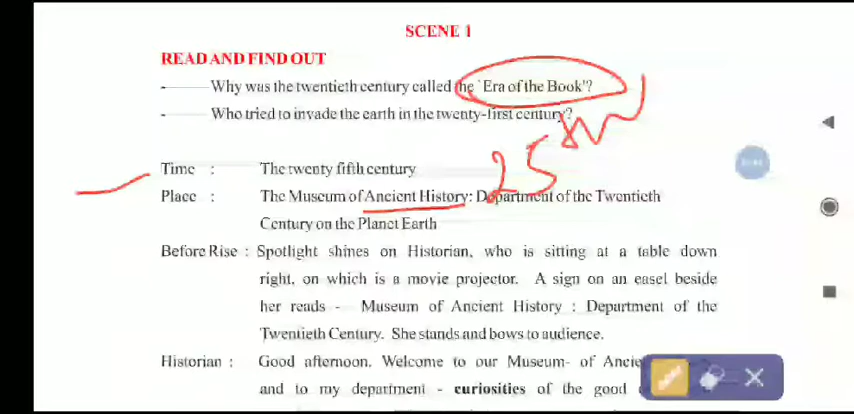 SCENE 1
READ AND FIND OUT
- Why was the twentieth century called the 'Era of the Book'?
- Who tried to invade the earth in the twenty-first century?
25
Time : The twenty fifth century
Place : The Museum of Ancient History: Department of the Twentieth
Century on the Planet Earth
Before Rise : Spotlight shines on Historian, who is sitting at a table down
right, on which is a movie projector. A sign on an easel beside
her reads - Museum of Ancient History : Department of the
Twentieth Century. She stands and bows to audience.
Historian : Good afternoon. Welcome to our Museum- of
and to my department - curiosities of the good